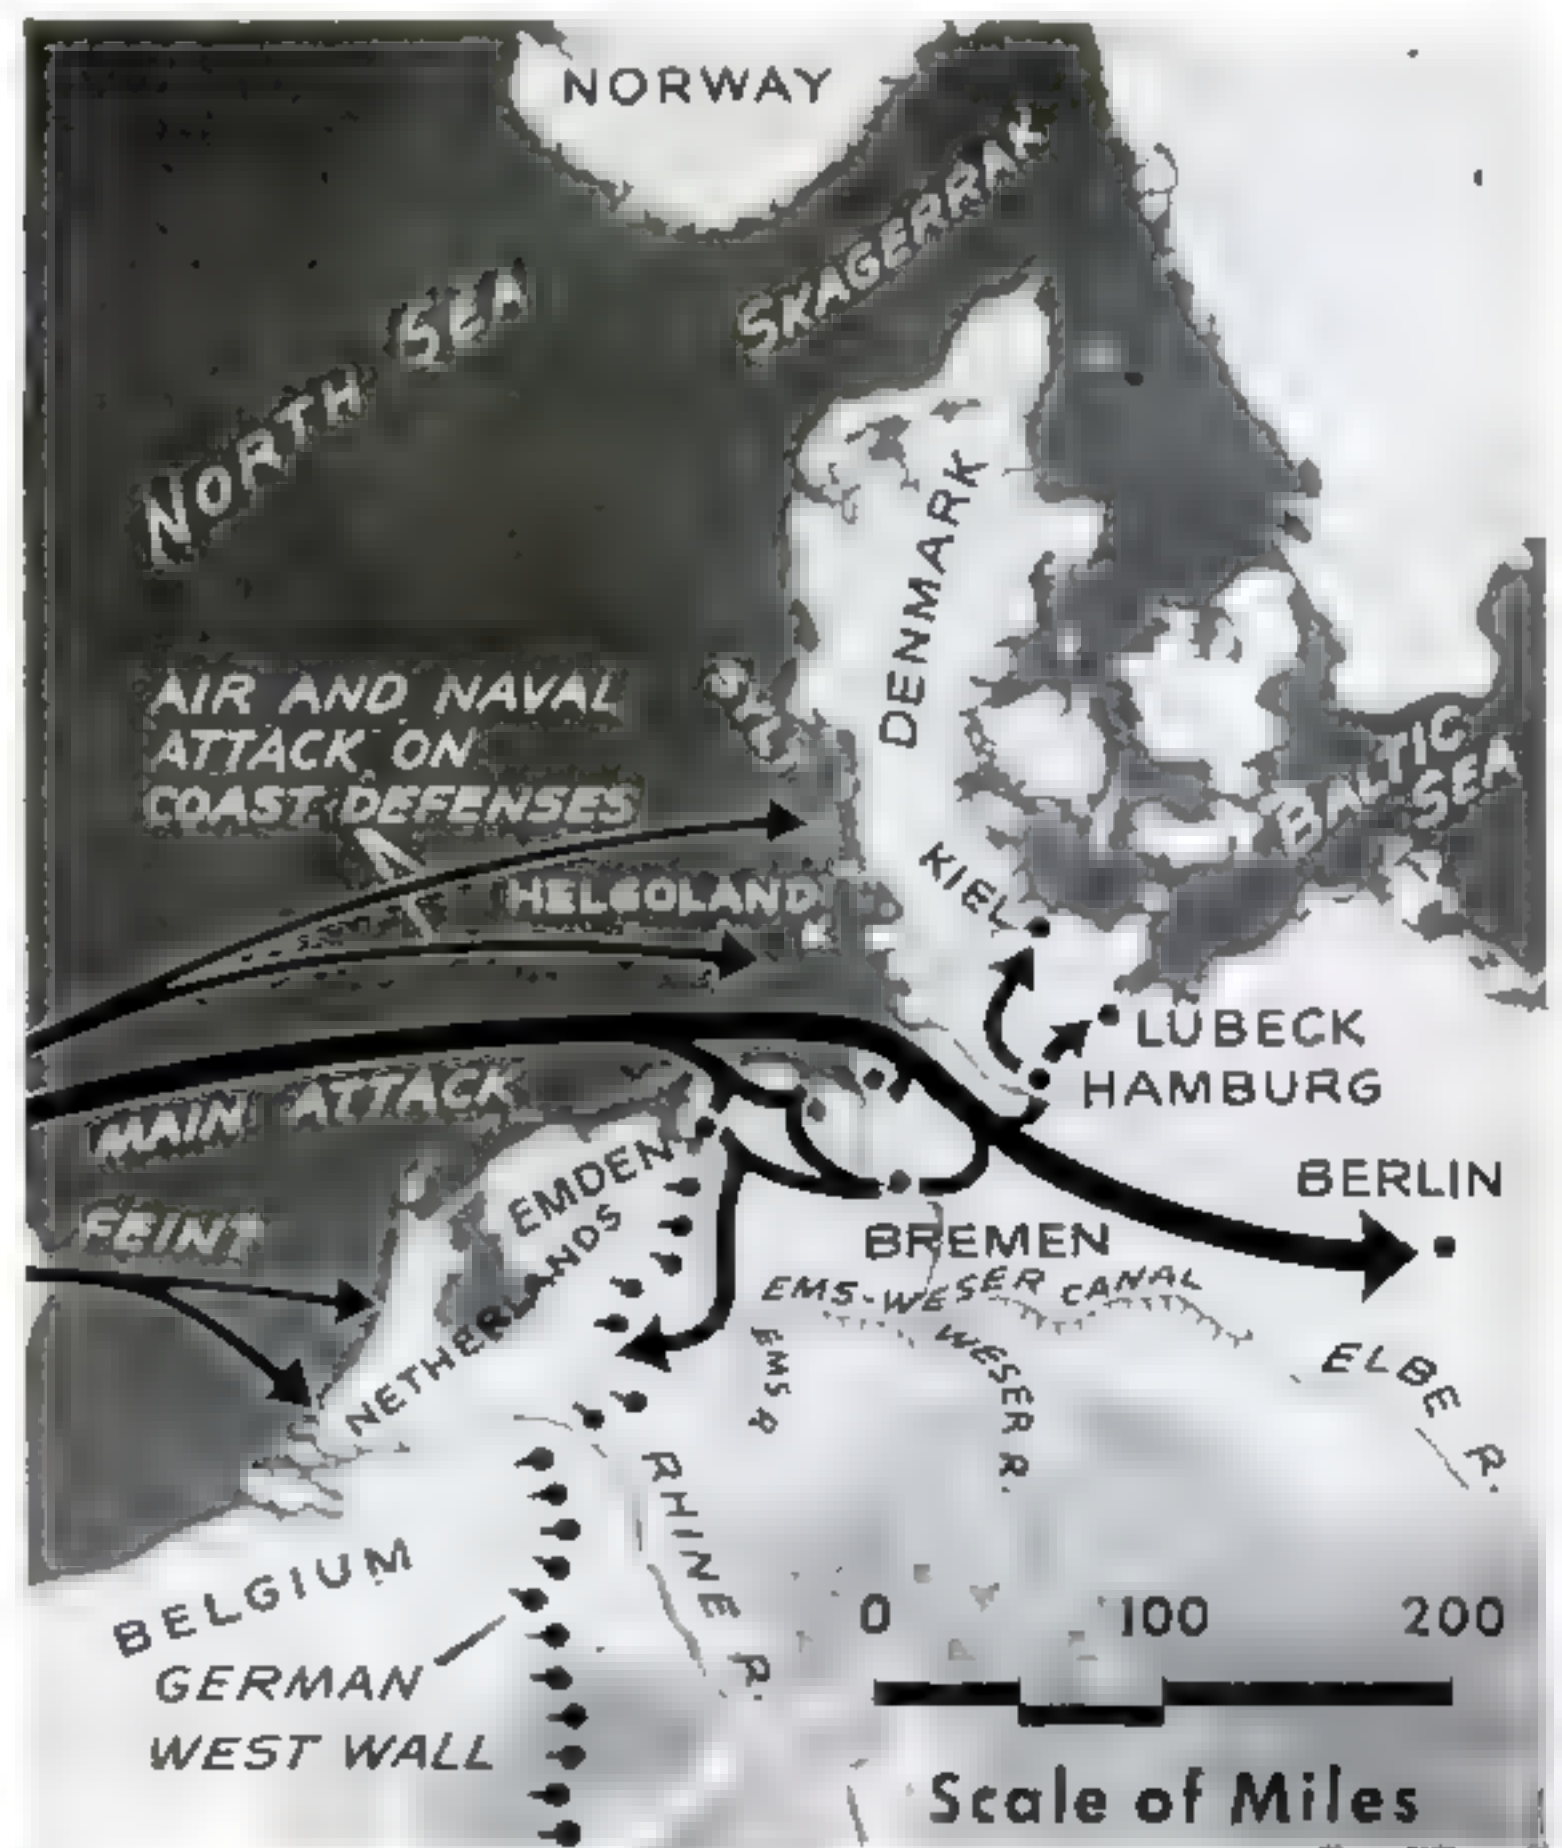 NORWAY
SKAGERRAK
NORTH SEA
DENMARK
AIR AND NAVAL
ATTACK ON
COAST DEFENSES
SYLT
BALTIC
SEA
KIEL
HELGOLAND
LÜBECK
HAMBURG
MAIN ATTACK
EMDEN
BERLIN
FEINT
BREMEN
NETHERLANDS
EMS-WESER CANAL
EMS R
WESER R.
ELBE R.
RHINE R.
BELGIUM
GERMAN
WEST WALL
0 100 200
Scale of Miles